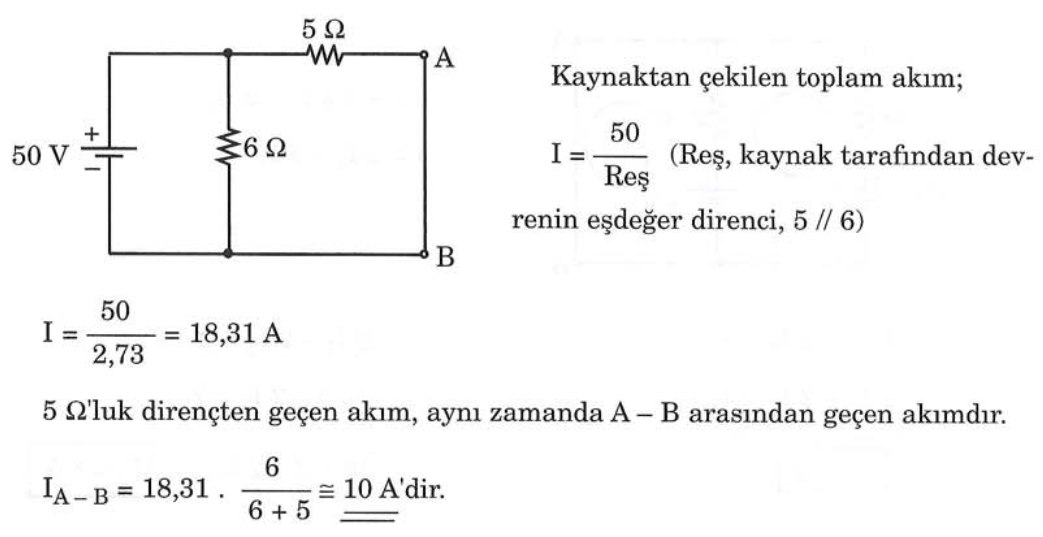 5 Ω
A
+
50 V
–
6 Ω
B
Kaynaktan çekilen toplam akım;
I = 50 / Reş (Reş, kaynak tarafından dev-
renin eşdeğer direnci, 5 // 6)
I = 50 / 2,73 = 18,31 A
5 Ω'luk dirençten geçen akım, aynı zamanda A – B arasından geçen akımdır.
I_A – B = 18,31 . 6 / 6 + 5 ≅ 10 A'dir.